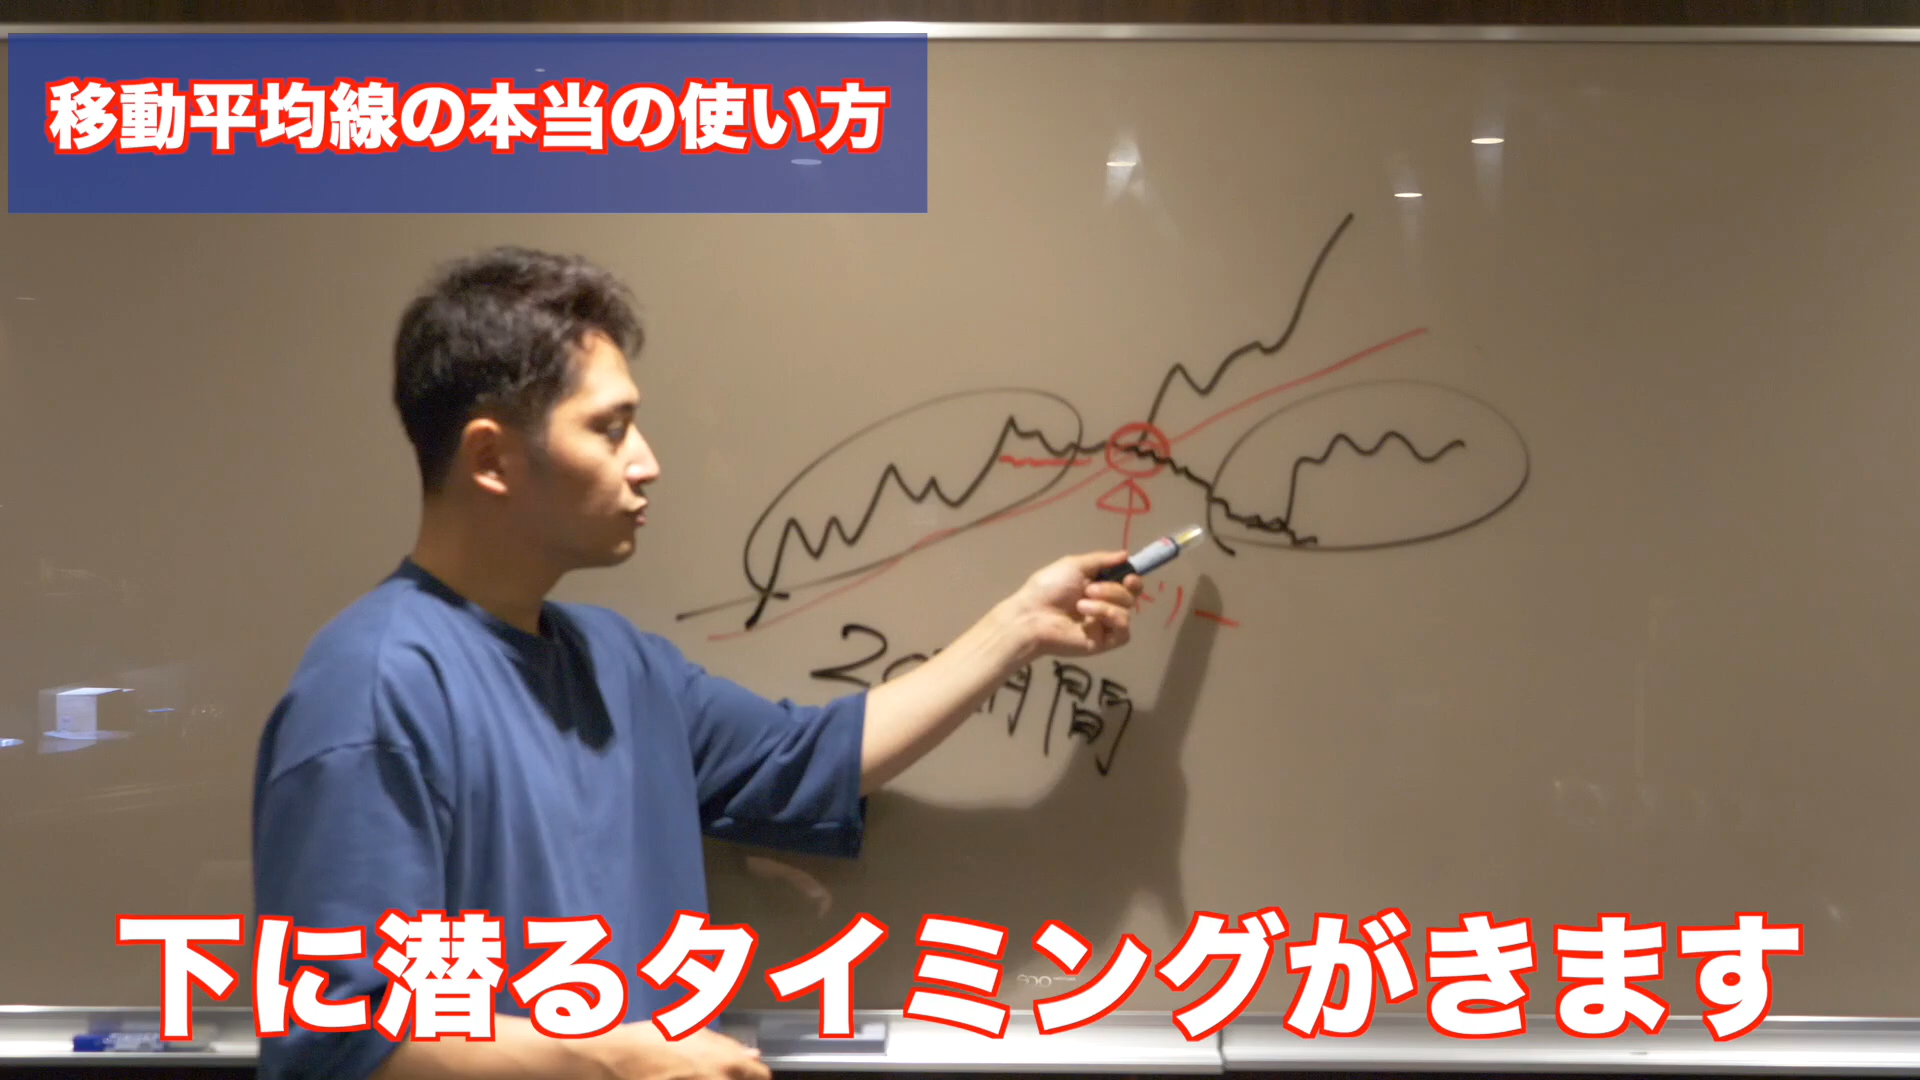 移動平均線の本当の使い方
間
下に潜るタイミングがきます